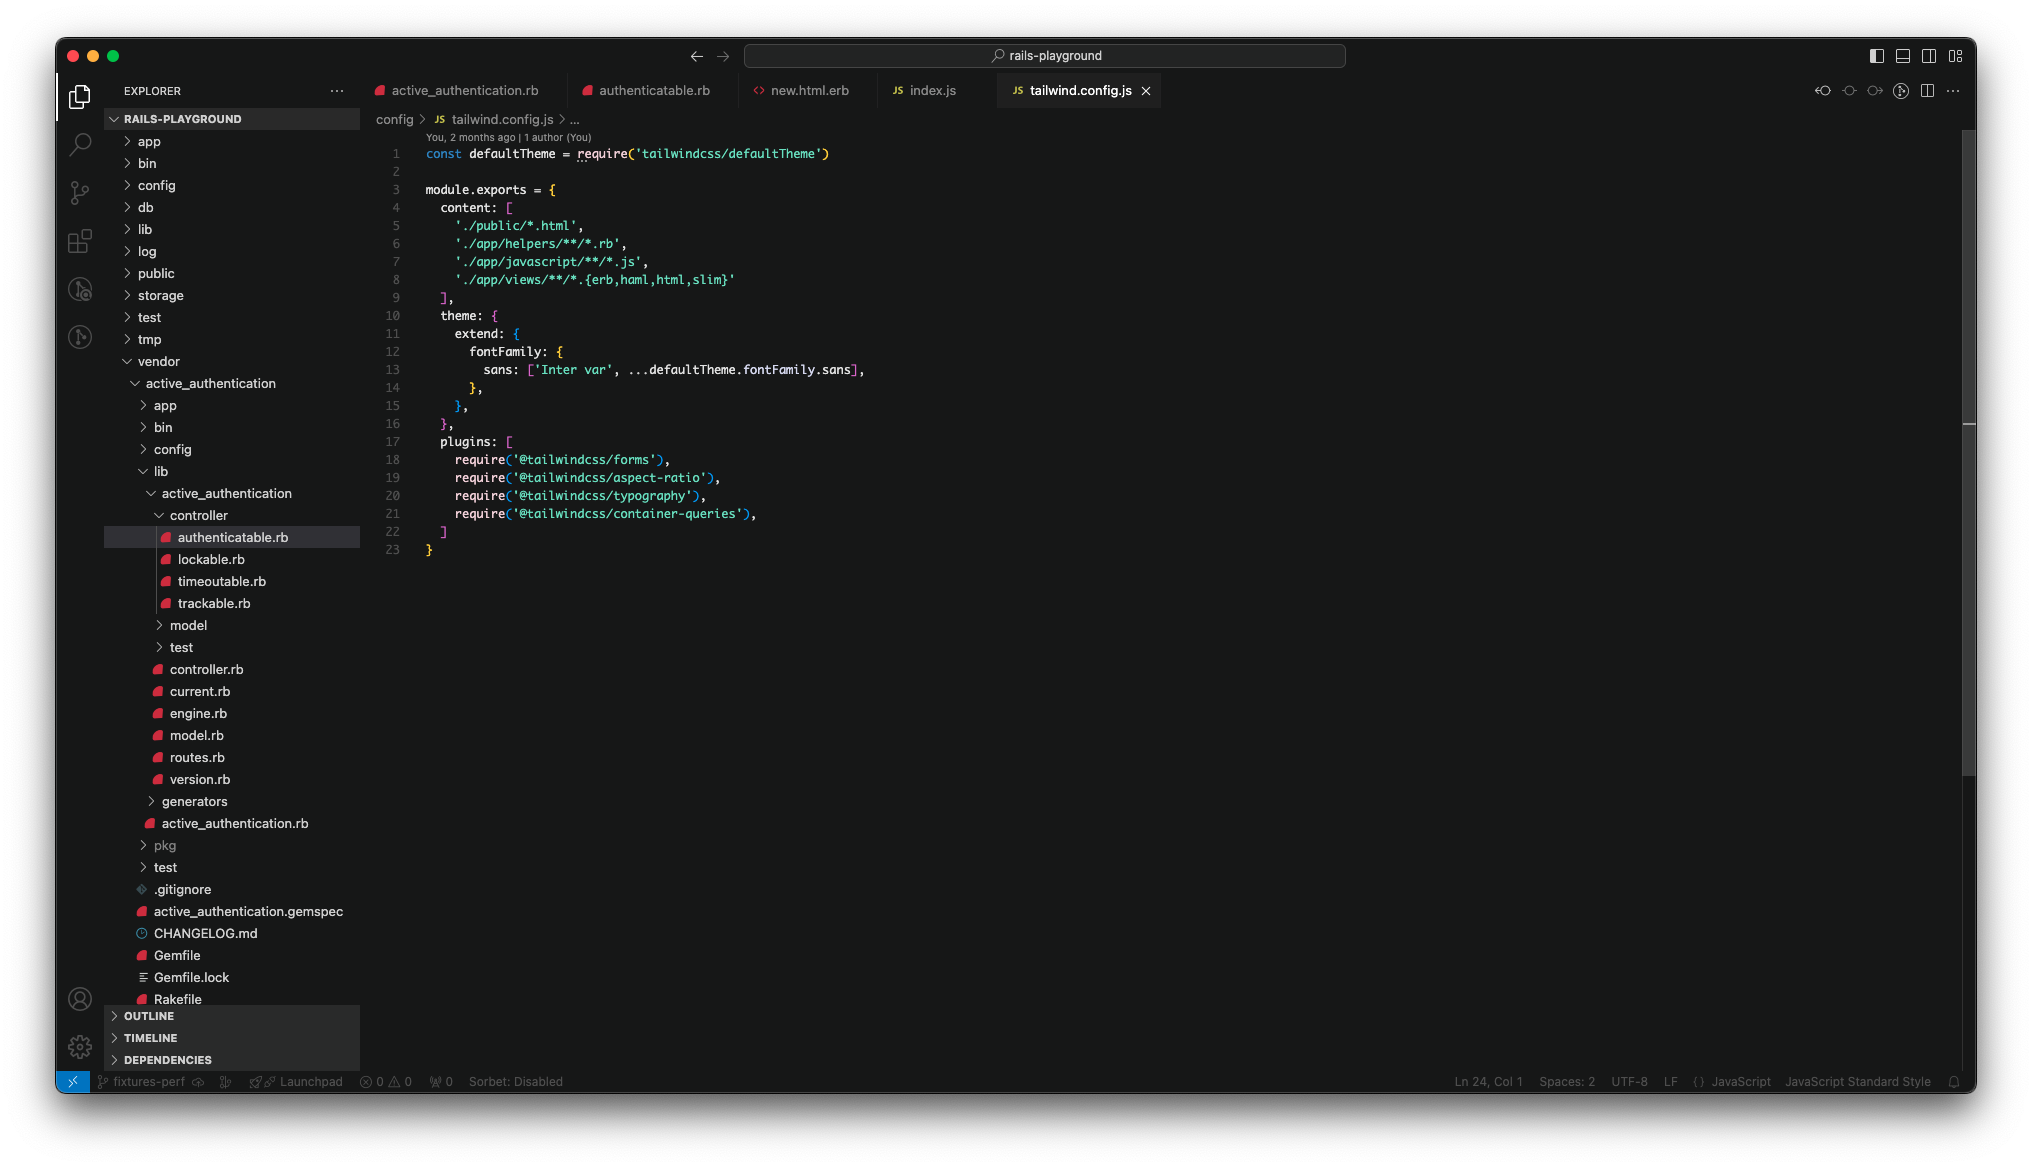 rails-playground
EXPLORER
RAILS-PLAYGROUND
app
bin
config
db
lib
log
public
storage
test
tmp
vendor
active_authentication
app
bin
config
lib
active_authentication
controller
authenticatable.rb
lockable.rb
timeoutable.rb
trackable.rb
model
test
controller.rb
current.rb
engine.rb
model.rb
routes.rb
version.rb
generators
active_authentication.rb
pkg
test
.gitignore
active_authentication.gemspec
CHANGELOG.md
Gemfile
Gemfile.lock
Rakefile
OUTLINE
TIMELINE
DEPENDENCIES
active_authentication.rb authenticatable.rb <> new.html.erb JS index.js JS tailwind.config.js
config > JS tailwind.config.js > ...
You, 2 months ago | 1 author (You)
1 const defaultTheme = require('tailwindcss/defaultTheme')
2
3 module.exports = {
4 content: [
5 './public/*.html',
6 './app/helpers/**/*.rb',
7 './app/javascript/**/*.js',
8 './app/views/**/*.{erb,haml,html,slim}'
9 ],
10 theme: {
11 extend: {
12 fontFamily: {
13 sans: ['Inter var', ...defaultTheme.fontFamily.sans],
14 },
15 },
16 },
17 plugins: [
18 require('@tailwindcss/forms'),
19 require('@tailwindcss/aspect-ratio'),
20 require('@tailwindcss/typography'),
21 require('@tailwindcss/container-queries'),
22 ]
23 }
fixtures-perf Launchpad 0 0 0 Sorbet: Disabled Ln 24, Col 1 Spaces: 2 UTF-8 LF {} JavaScript JavaScript Standard Style